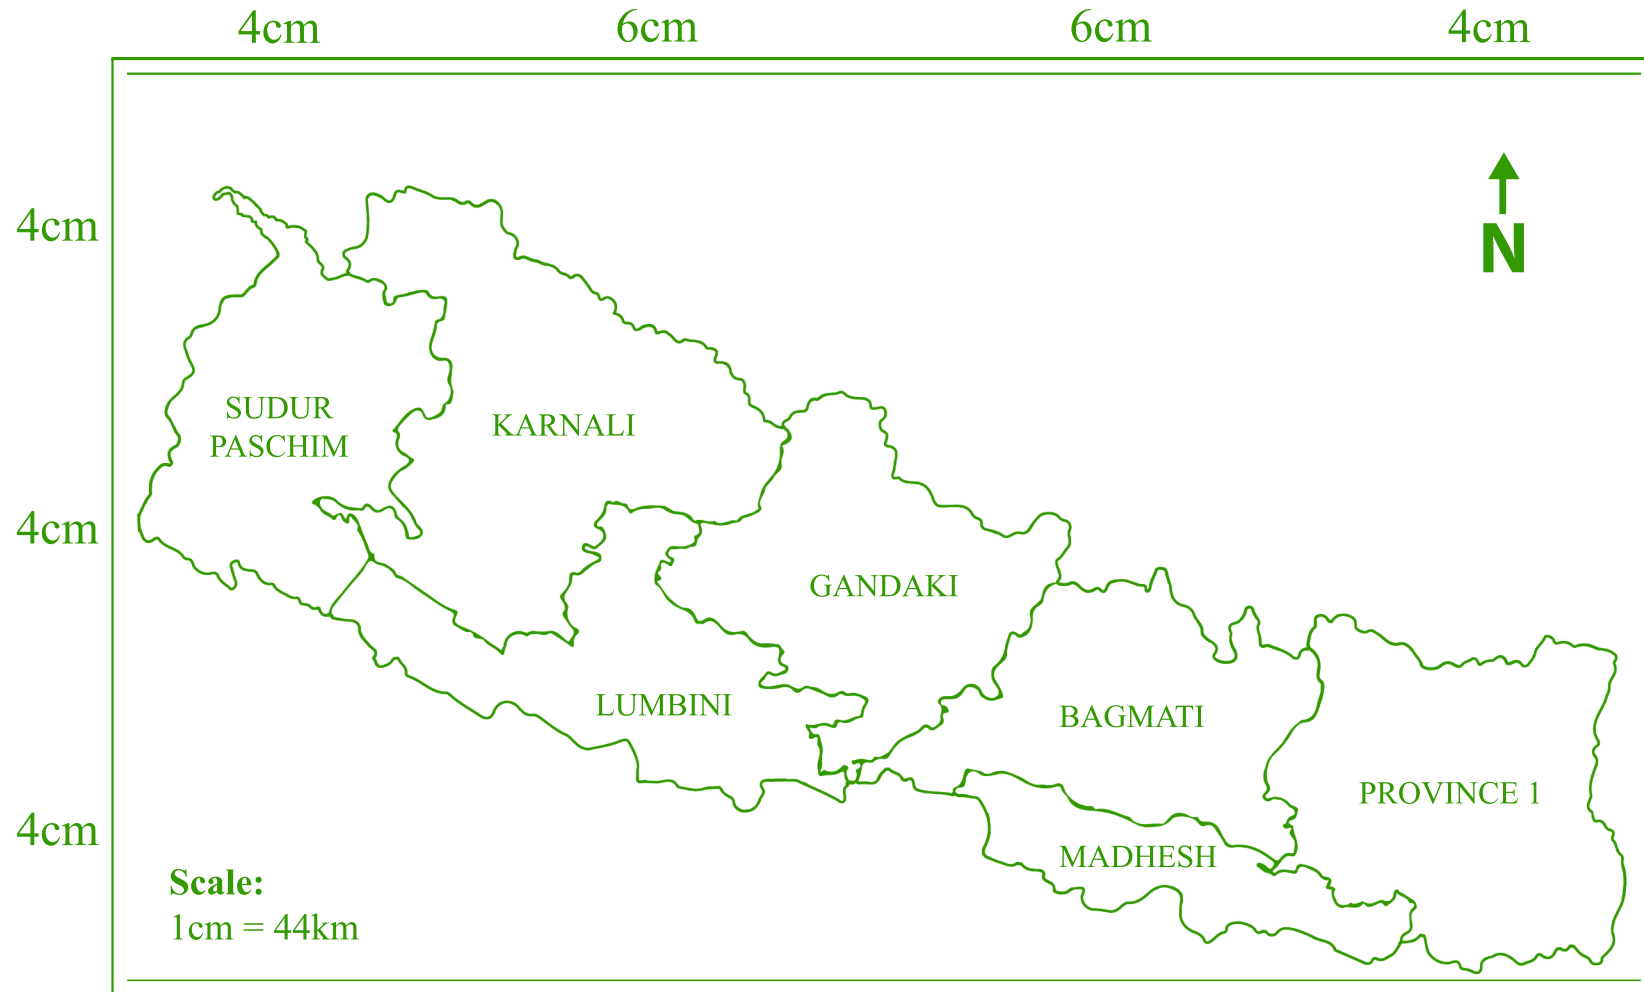 4cm
6cm
6cm
4cm
4cm
N
SUDUR
PASCHIM
KARNALI
4cm
GANDAKI
LUMBINI
BAGMATI
PROVINCE 1
4cm
MADHESH
Scale:
1cm = 44km